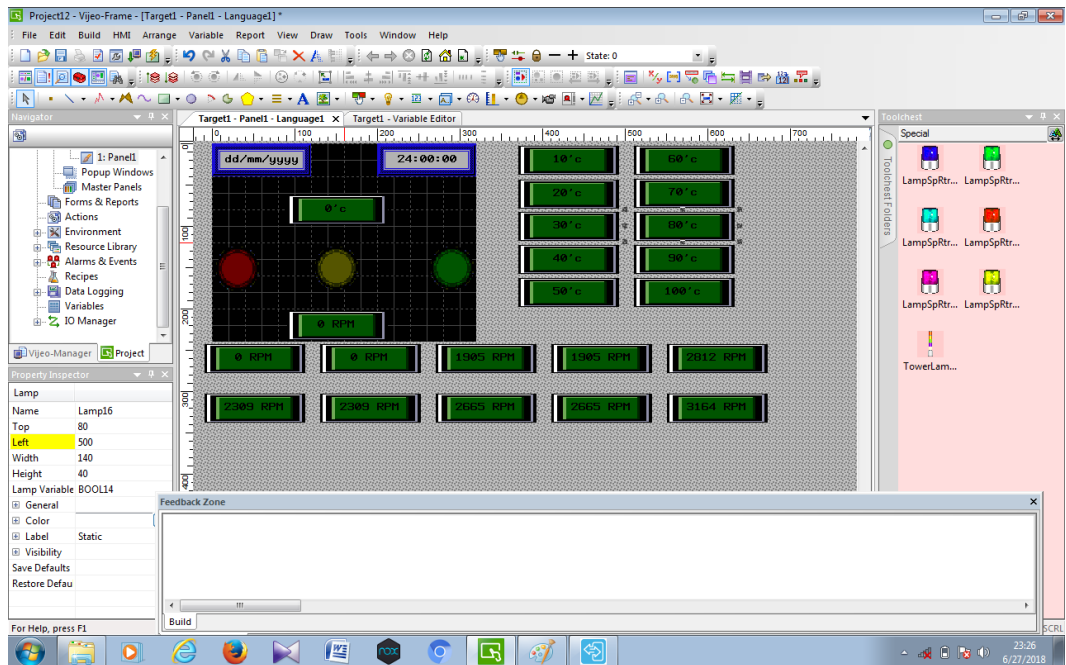 Project12 - Vijeo-Frame - [Target1 - Panel1 - Language1] *
File Edit Build HMI Arrange Variable Report View Draw Tools Window Help
State: 0
Navigator
Target1 - Panel1 - Language1 X Target1 - Variable Editor
Toolchest
0 100 200 300 400 500 600 700
Special
1: Panel1
Popup Windows
Master Panels
Forms & Reports
Actions
Environment
Resource Library
Alarms & Events
Recipes
Data Logging
Variables
IO Manager
Vijeo-Manager Project
0
100
200
300
400
dd/mm/yyyy 24:00:00
0'c
0 RPM
10'c 60'c
20'c 70'c
30'c 80'c
40'c 90'c
50'c 100'c
0 RPM 0 RPM 1905 RPM 1905 RPM 2812 RPM
2309 RPM 2309 RPM 2665 RPM 2665 RPM 3164 RPM
Toolchest Folders
LampSpRtr... LampSpRtr...
LampSpRtr... LampSpRtr...
LampSpRtr... LampSpRtr...
TowerLam...
Property Inspector
Lamp
Name Lamp16
Top 80
Left 500
Width 140
Height 40
Lamp Variable BOOL14
General
Color
Label Static
Visibility
Save Defaults
Restore Defau
Feedback Zone
Build
For Help, press F1
SCRL
nox
23:26
6/27/2018